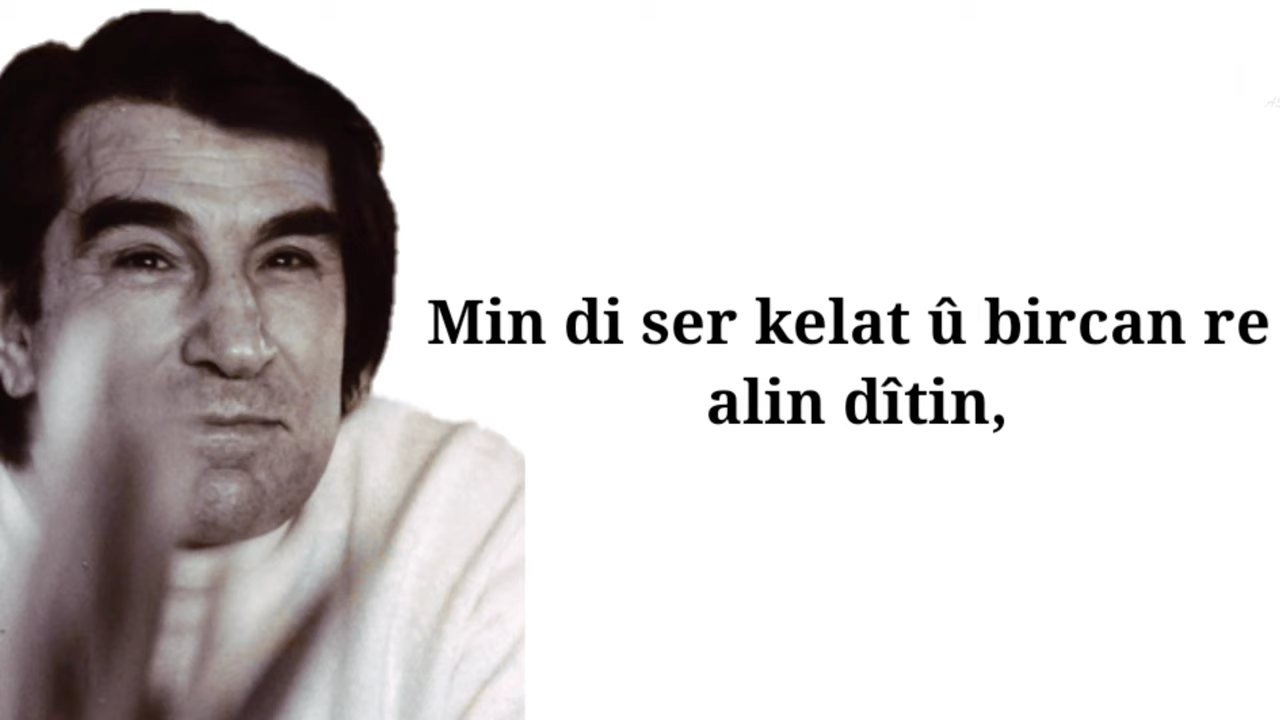 Min di ser kelat û bircan re
alin dîtin,